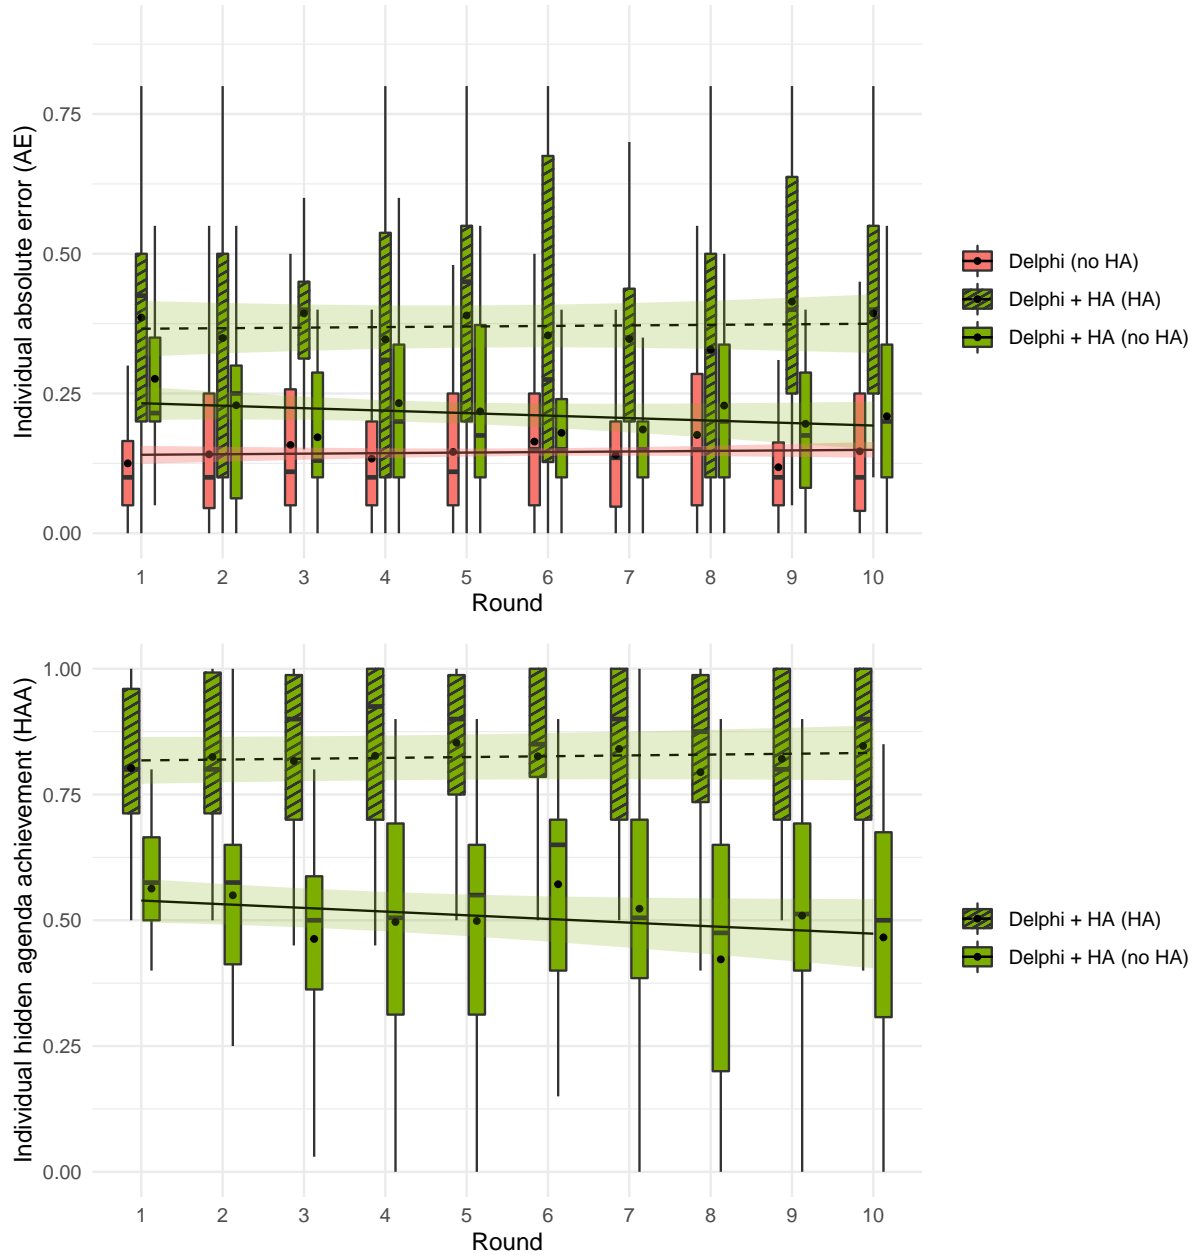 Individual absolute error (AE)
0.75
0.50
0.25
0.00
1 2 3 4 5 6 7 8 9 10
Round
Delphi (no HA)
Delphi + HA (HA)
Delphi + HA (no HA)
Individual hidden agenda achievement (HAA)
1.00
0.75
0.50
0.25
0.00
1 2 3 4 5 6 7 8 9 10
Round
Delphi + HA (HA)
Delphi + HA (no HA)